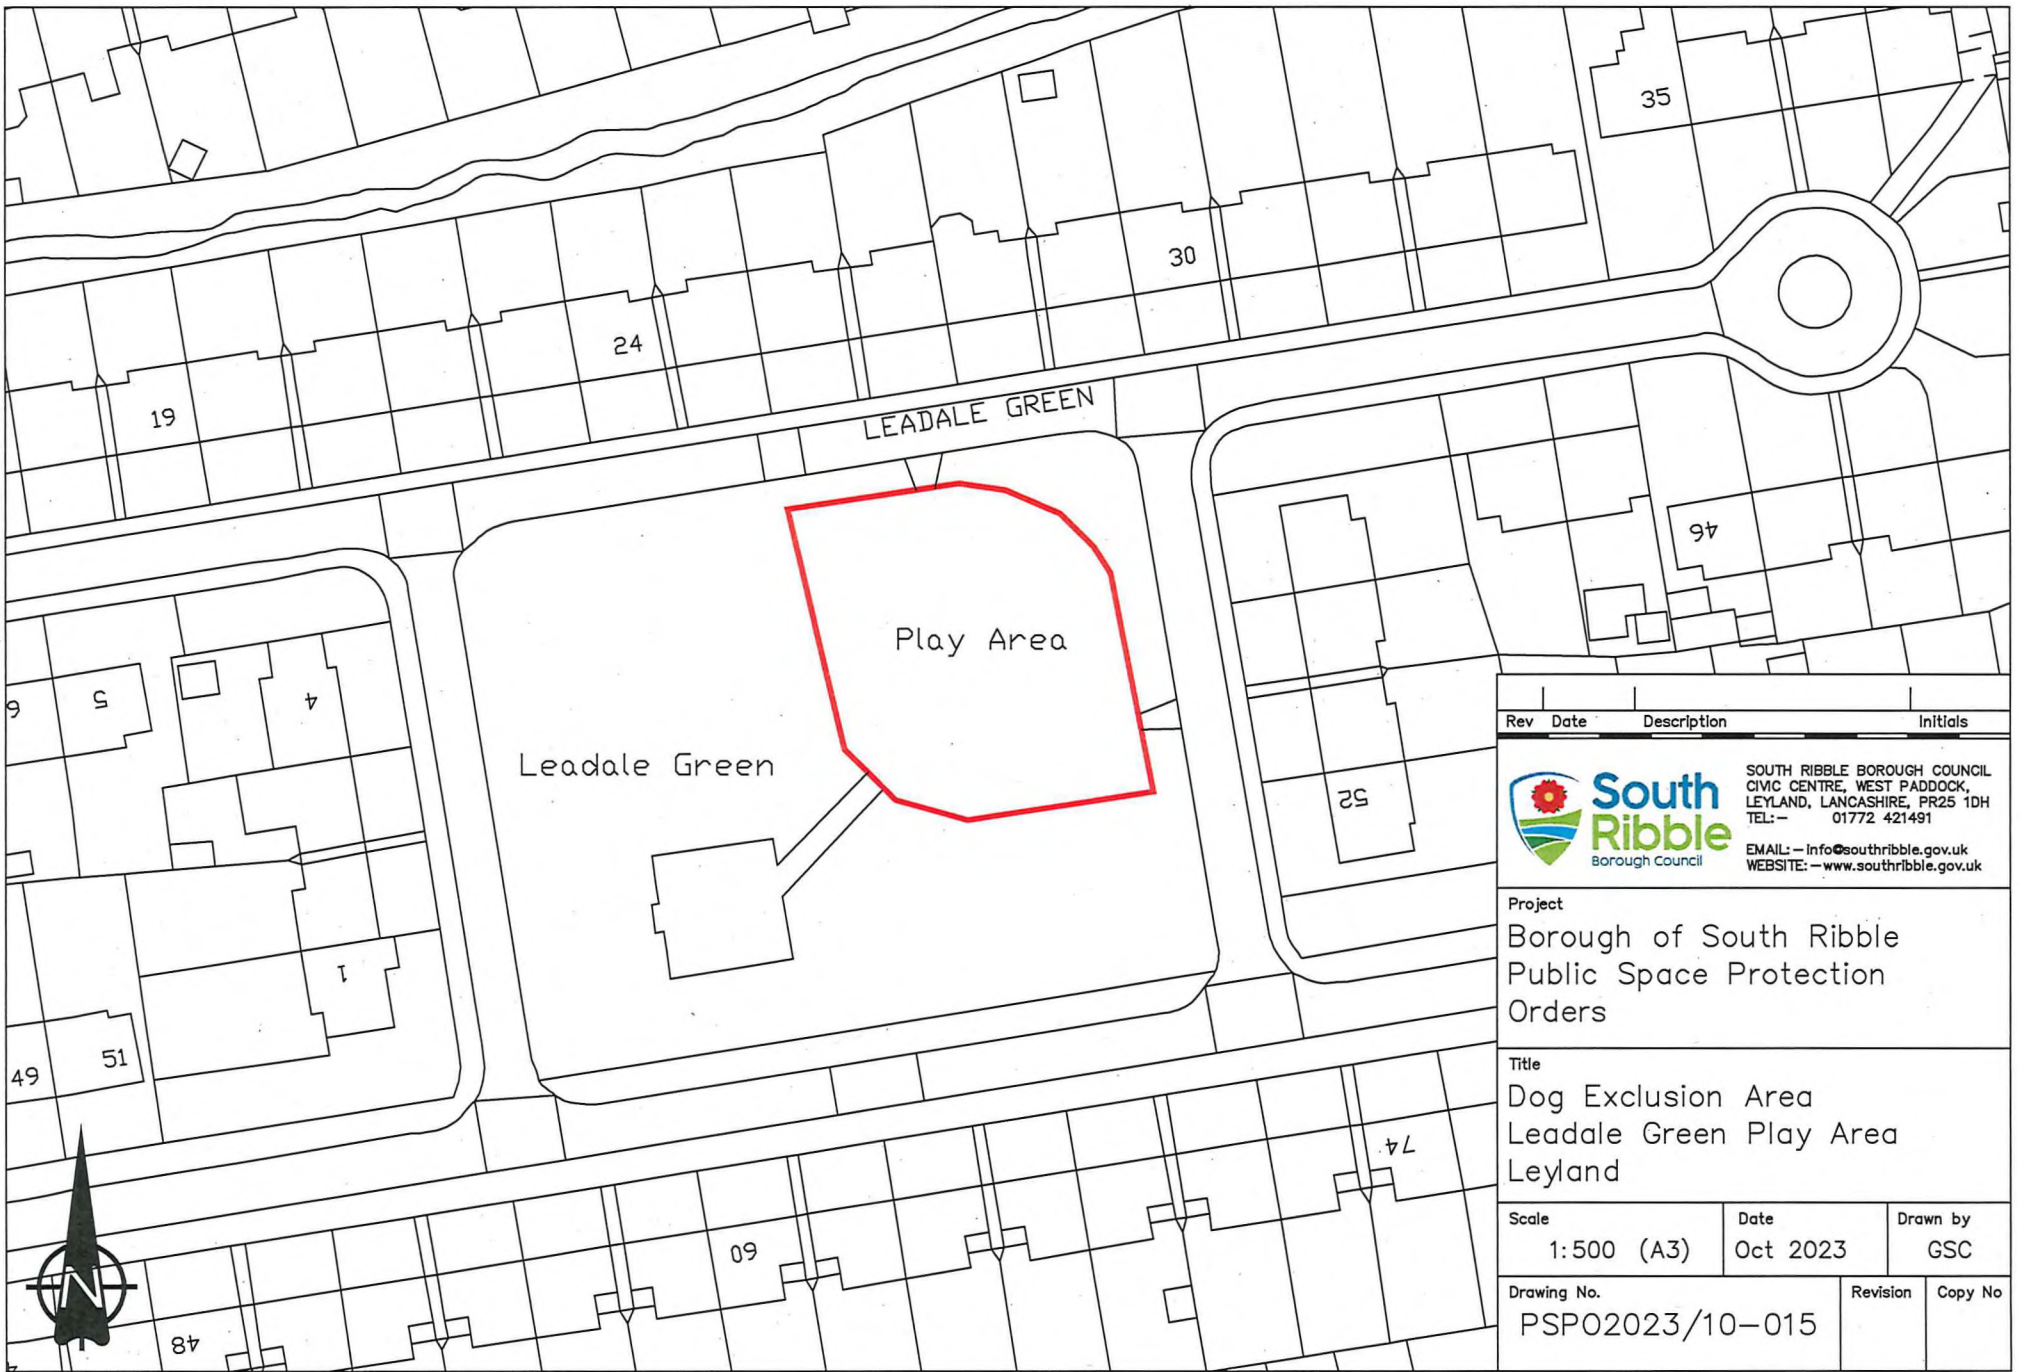 35
30
24
19
LEADALE GREEN
46
Play Area
5
6
4
Leadale Green
52
1
51
49
74
60
48
N
Rev Date Description Initials
South
Ribble
Borough Council
SOUTH RIBBLE BOROUGH COUNCIL
CIVIC CENTRE, WEST PADDOCK,
LEYLAND, LANCASHIRE, PR25 1DH
TEL:- 01772 421491
EMAIL:-info@southribble.gov.uk
WEBSITE:-www.southribble.gov.uk
Project
Borough of South Ribble
Public Space Protection
Orders
Title
Dog Exclusion Area
Leadale Green Play Area
Leyland
Scale Date Drawn by
1:500 (A3) Oct 2023 GSC
Drawing No. Revision Copy No
PSPO2023/10-015